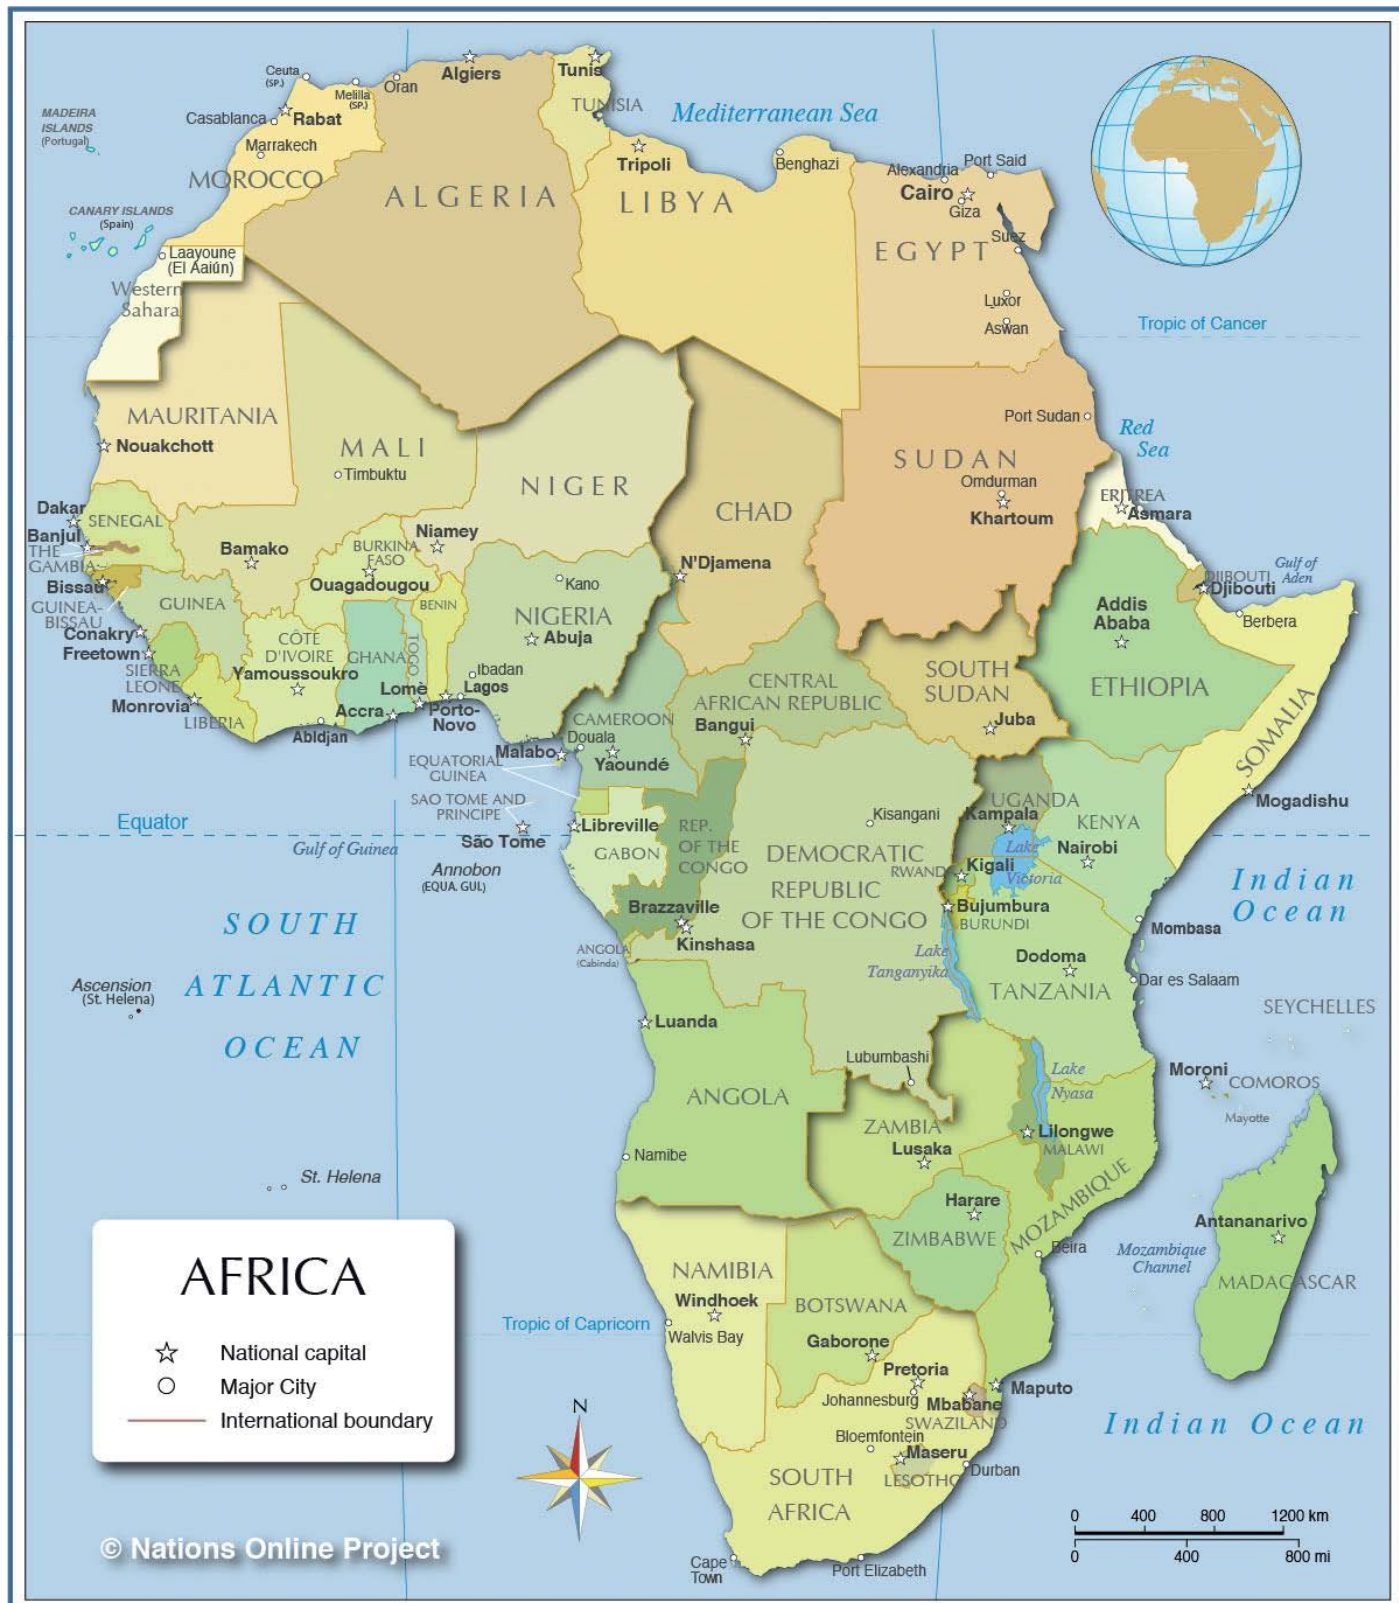 Ceuta
(SP.)
Melilla
(SP.)
Oran
Algiers
Tunis
TUNISIA
Mediterranean Sea
MADEIRA
ISLANDS
(Portugal)
Casablanca
Rabat
Marrakech
MOROCCO
ALGERIA
Tripoli
LIBYA
Benghazi
Alexandria
Port Said
Cairo
Giza
Suez
EGYPT
Luxor
Aswan
CANARY ISLANDS
(Spain)
Laayoune
(El Aaiún)
Western
Sahara
Tropic of Cancer
MAURITANIA
Nouakchott
MALI
Timbuktu
NIGER
CHAD
SUDAN
Port Sudan
Omdurman
Khartoum
Red
Sea
ERITREA
Asmara
Dakar
SENEGAL
Banjul
THE
GAMBIA
Bissau
GUINEA-
BISSAU
Bamako
BURKINA
FASO
Ouagadougou
Niamey
N'Djamena
Kano
NIGERIA
Abuja
BENIN
GUINEA
Conakry
Freetown
SIERRA
LEONE
Monrovia
LIBERIA
CÔTE
D'IVOIRE
Yamoussoukro
Abidjan
GHANA
Accra
TOGO
Lomè
Porto-
Novo
Ibadan
Lagos
DJIBOUTI
Djibouti
Gulf of
Aden
Berbera
Addis
Ababa
ETHIOPIA
SOMALIA
Mogadishu
SOUTH
SUDAN
Juba
CENTRAL
AFRICAN REPUBLIC
Bangui
CAMEROON
Douala
Yaoundé
Malabo
EQUATORIAL
GUINEA
SAO TOME AND
PRINCIPE
São Tome
Annobon
(EQUA. GUL)
Equator
Gulf of Guinea
Libreville
GABON
REP.
OF THE
CONGO
Brazzaville
Kinshasa
DEMOCRATIC
REPUBLIC
OF THE CONGO
Kisangani
UGANDA
Kampala
KENYA
Nairobi
Lake
Victoria
RWAND
Kigali
Bujumbura
BURUNDI
Mombasa
Indian
Ocean
Lake
Tanganyika
Dodoma
TANZANIA
Dar es Salaam
SOUTH
ATLANTIC
OCEAN
Ascension
(St. Helena)
ANGOLA
(Cabinda)
Luanda
ANGOLA
Namibe
Lubumbashi
SEYCHELLES
Moroni
COMOROS
Mayotte
Lake
Nyasa
ZAMBIA
Lusaka
Lilongwe
MALAWI
MOZAMBIQUE
Harare
ZIMBABWE
Beira
Mozambique
Channel
Antananarivo
MADAGASCAR
St. Helena
NAMIBIA
Windhoek
Walvis Bay
Tropic of Capricorn
BOTSWANA
Gaborone
Pretoria
Johannesburg
Mbabane
SWAZILAND
Maputo
Bloemfontein
Maseru
LESOTHO
Durban
SOUTH
AFRICA
Cape
Town
Port Elizabeth
Indian Ocean
AFRICA
National capital
Major City
International boundary
N
0 400 800 1200 km
0 400 800 mi
© Nations Online Project